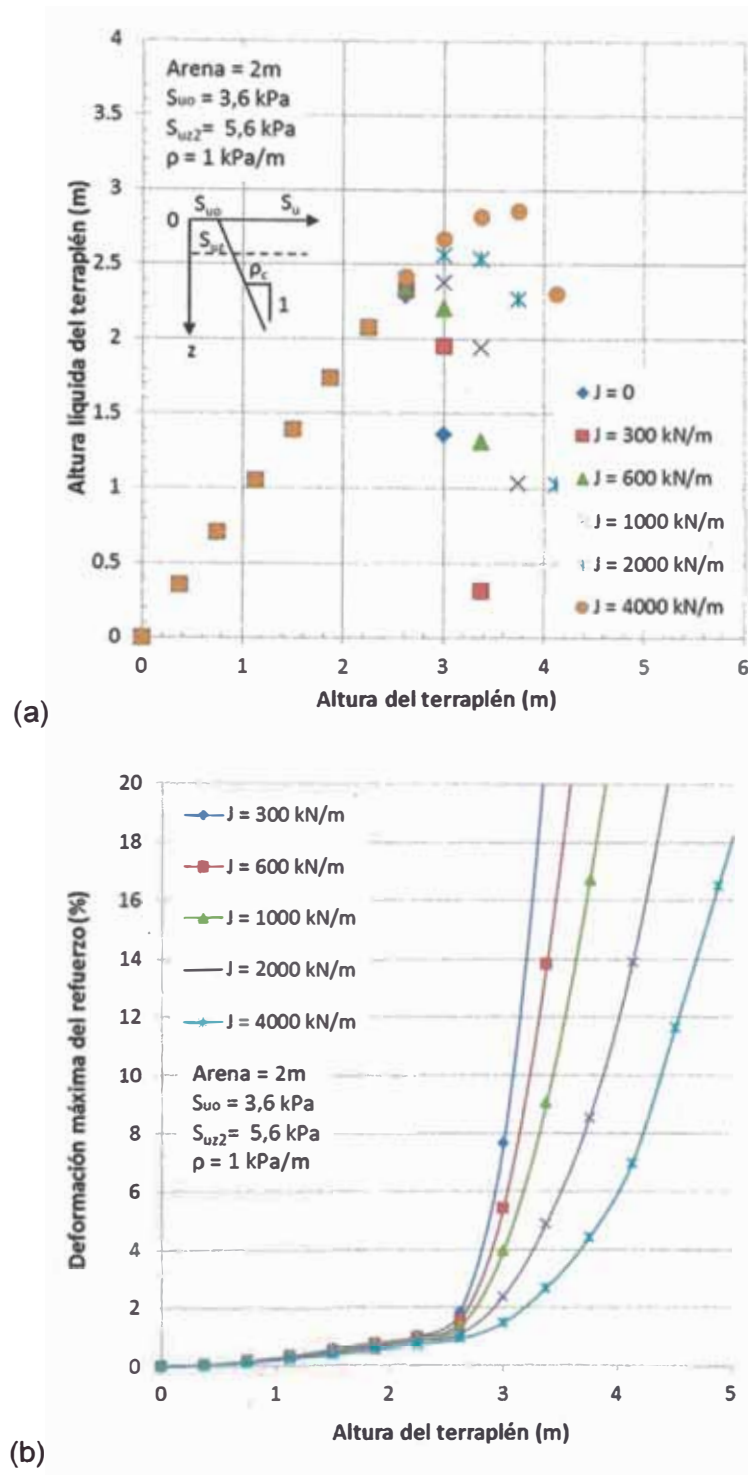 4
3.5
3
2.5
2
1.5
1
0.5
0
Altura líquida del terraplén (m)
Arena = 2m
Suo = 3,6 kPa
Suz2= 5,6 kPa
ρ = 1 kPa/m
Suo
Su
0
Suz
ρc
1
z
J = 0
J = 300 kN/m
J = 600 kN/m
J = 1000 kN/m
J = 2000 kN/m
J = 4000 kN/m
0 1 2 3 4 5 6
Altura del terraplén (m)
(a)
20
18
16
14
12
10
8
6
4
2
0
Deformación máxima del refuerzo (%)
J = 300 kN/m
J = 600 kN/m
J = 1000 kN/m
J = 2000 kN/m
J = 4000 kN/m
Arena = 2m
Suo = 3,6 kPa
Suz2= 5,6 kPa
ρ = 1 kPa/m
0 1 2 3 4 5
Altura del terraplén (m)
(b)